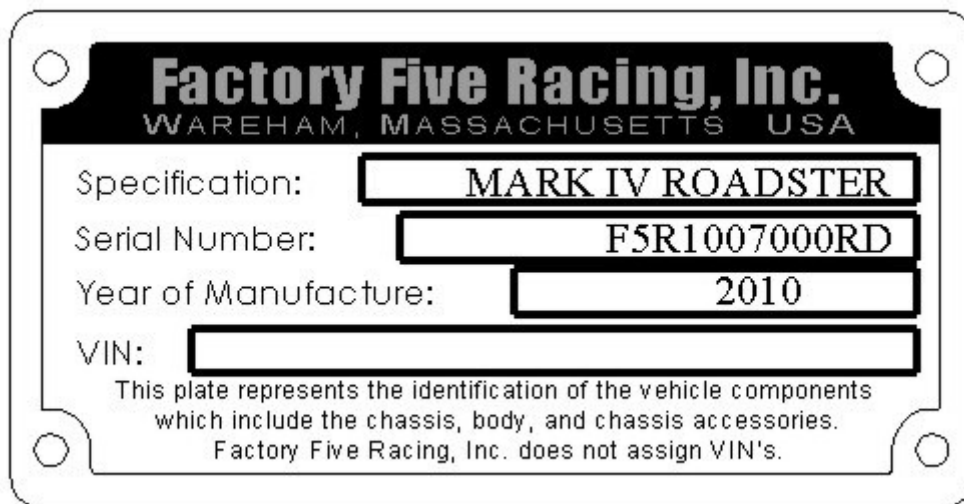 Factory Five Racing, Inc.
WAREHAM, MASSACHUSETTS USA
Specification: MARK IV ROADSTER
Serial Number: F5R1007000RD
Year of Manufacture: 2010
VIN:
This plate represents the identification of the vehicle components
which include the chassis, body, and chassis accessories.
Factory Five Racing, Inc. does not assign VIN's.